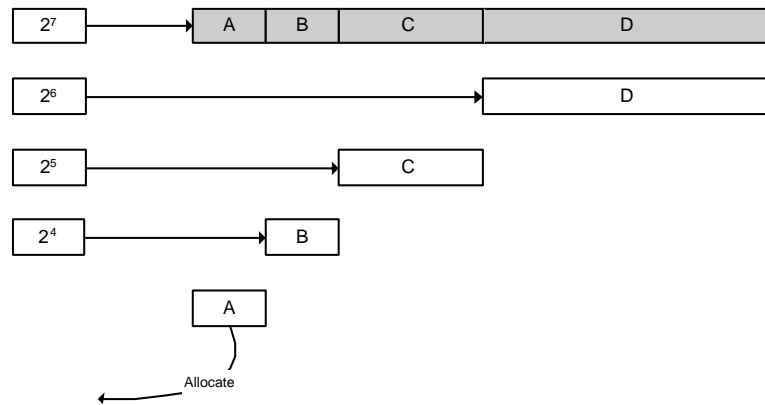 2⁷ A B C D
2⁶ D
2⁵ C
2⁴ B
A
Allocate